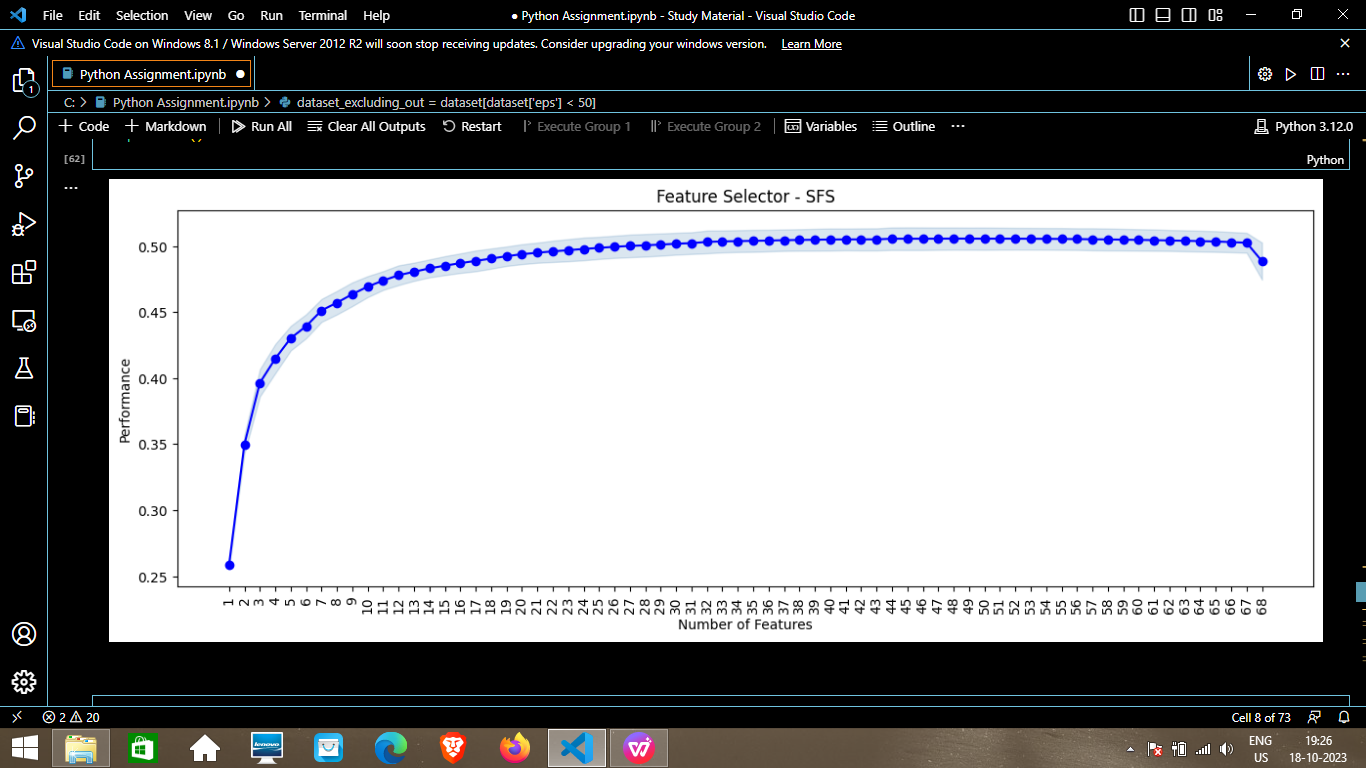 File Edit Selection View Go Run Terminal Help
● Python Assignment.ipynb - Study Material - Visual Studio Code
Visual Studio Code on Windows 8.1 / Windows Server 2012 R2 will soon stop receiving updates. Consider upgrading your windows version. Learn More
1
Python Assignment.ipynb ●
C: > Python Assignment.ipynb > dataset_excluding_out = dataset[dataset['eps'] < 50]
+ Code + Markdown Run All Clear All Outputs Restart Execute Group 1 Execute Group 2 Variables Outline ... Python 3.12.0
[62]
Python
...
Feature Selector - SFS
Performance
0.50
0.45
0.40
0.35
0.30
0.25
1 2 3 4 5 6 7 8 9 10 11 12 13 14 15 16 17 18 19 20 21 22 23 24 25 26 27 28 29 30 31 32 33 34 35 36 37 38 39 40 41 42 43 44 45 46 47 48 49 50 51 52 53 54 55 56 57 58 59 60 61 62 63 64 65 66 67 68
Number of Features
2 20
Cell 8 of 73
lenovo
ENG
US
19:26
18-10-2023